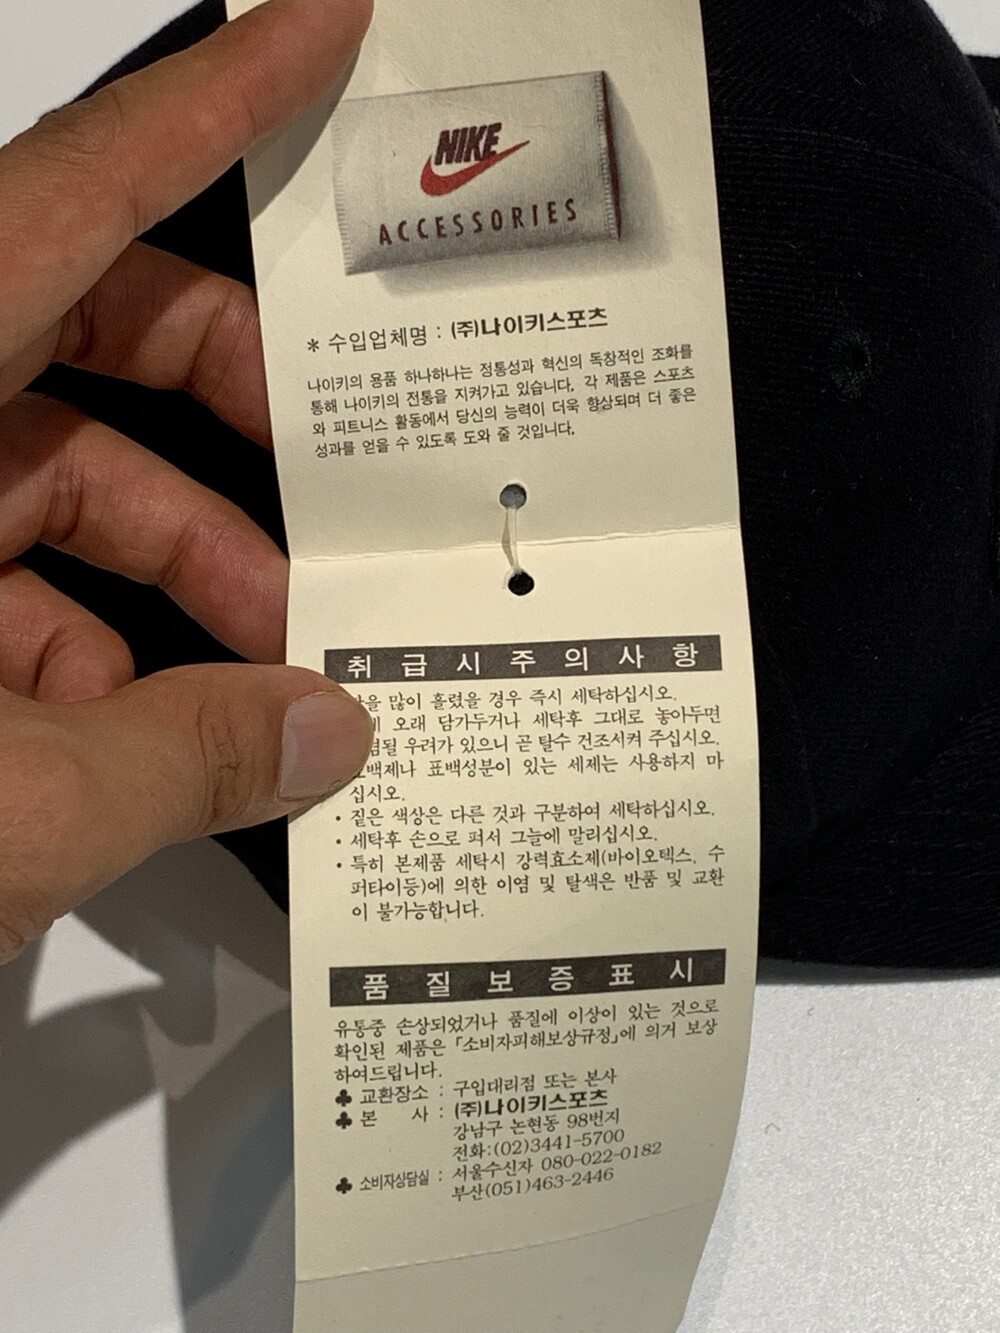 NIKE
ACCESSORIES
* 수입업체명 : (주)나이키스포츠
나이키의 용품 하나하나는 정통성과 혁신의 독창적인 조화를
통해 나이키의 전통을 지켜가고 있습니다. 각 제품은 스포츠
와 피트니스 활동에서 당신의 능력이 더욱 향상되며 더 좋은
성과를 얻을 수 있도록 도와 줄 것입니다.
취급시주의사항
많이 흘렸을 경우 즉시 세탁하십시오.
오래 담가두거나 세탁후 그대로 놓아두면
우려가 있으니 곧 탈수 건조시켜 주십시오.
표백성분이 있는 세제는 사용하지 마
십시오.
• 짙은 색상은 다른 것과 구분하여 세탁하십시오.
• 세탁후 손으로 펴서 그늘에 말리십시오.
• 특히 본제품 세탁시 강력효소제(바이오텍스, 수
퍼타이등)에 의한 이염 및 탈색은 반품 및 교환
이 불가능합니다.
품질보증표시
유통중 손상되었거나 품질에 이상이 있는 것으로
확인된 제품은 「소비자피해보상규정」에 의거 보상
하여드립니다.
♣ 교환장소 : 구입대리점 또는 본사
♣ 본 사 : (주)나이키스포츠
강남구 논현동 98번지
전화:(02)3441-5700
♣ 소비자상담실 : 서울수신자 080-022-0182
부산(051)463-2446